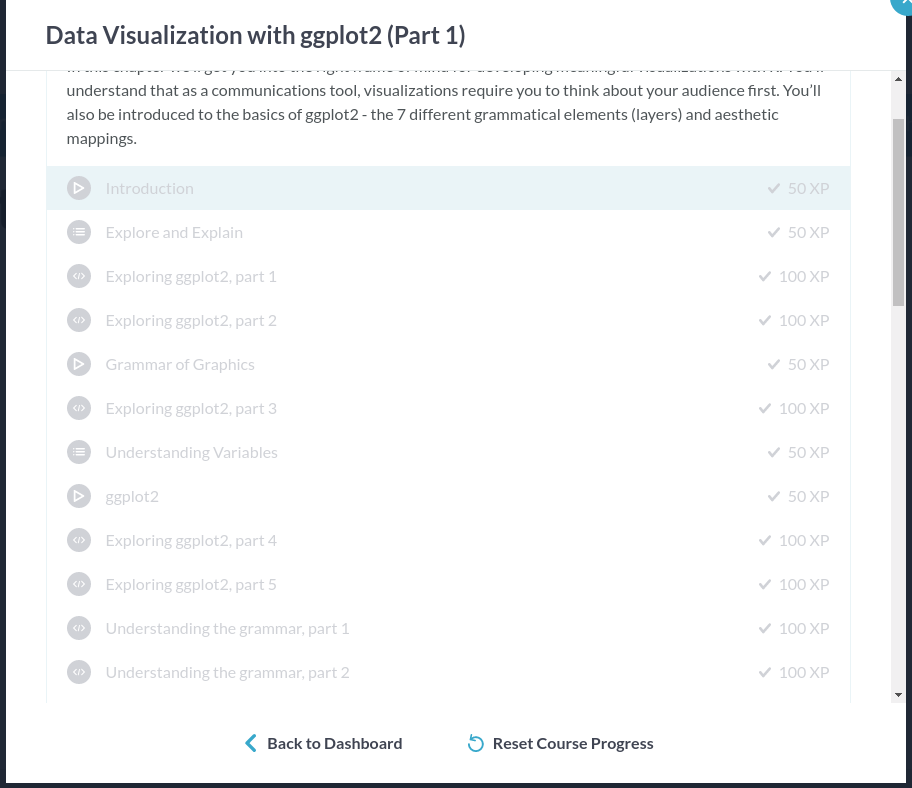 Data Visualization with ggplot2 (Part 1)
understand that as a communications tool, visualizations require you to think about your audience first. You'll
also be introduced to the basics of ggplot2 - the 7 different grammatical elements (layers) and aesthetic
mappings.
Introduction 50 XP
Explore and Explain 50 XP
Exploring ggplot2, part 1 100 XP
Exploring ggplot2, part 2 100 XP
Grammar of Graphics 50 XP
Exploring ggplot2, part 3 100 XP
Understanding Variables 50 XP
ggplot2 50 XP
Exploring ggplot2, part 4 100 XP
Exploring ggplot2, part 5 100 XP
Understanding the grammar, part 1 100 XP
Understanding the grammar, part 2 100 XP
Back to Dashboard Reset Course Progress